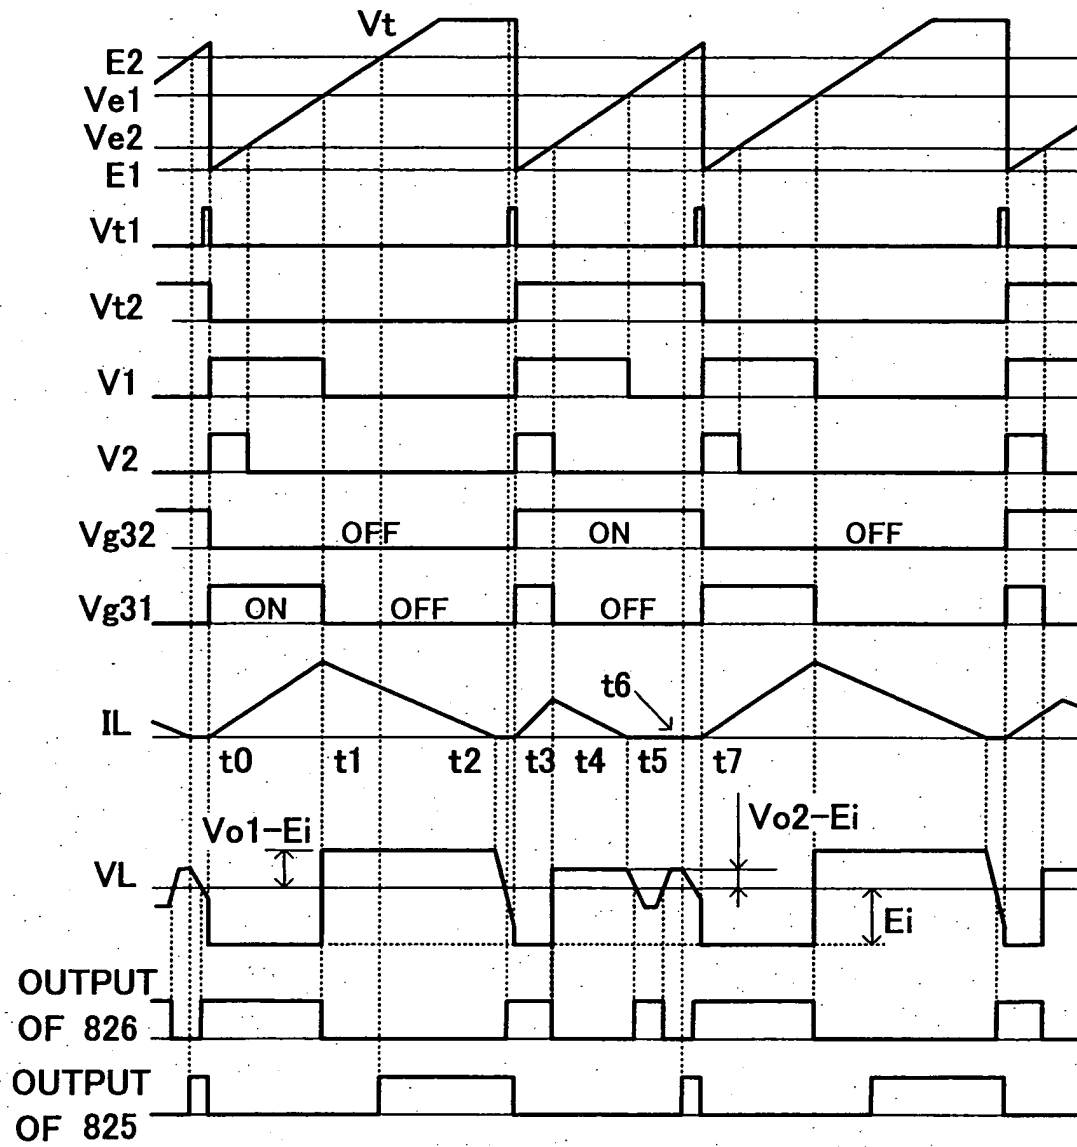 Vt
E2
Ve1
Ve2
E1
Vt1
Vt2
V1
V2
Vg32 OFF ON OFF
Vg31 ON OFF OFF
t6
IL
t0 t1 t2 t3 t4 t5 t7
Vo1-Ei Vo2-Ei
VL
Ei
OUTPUT
OF 826
OUTPUT
OF 825